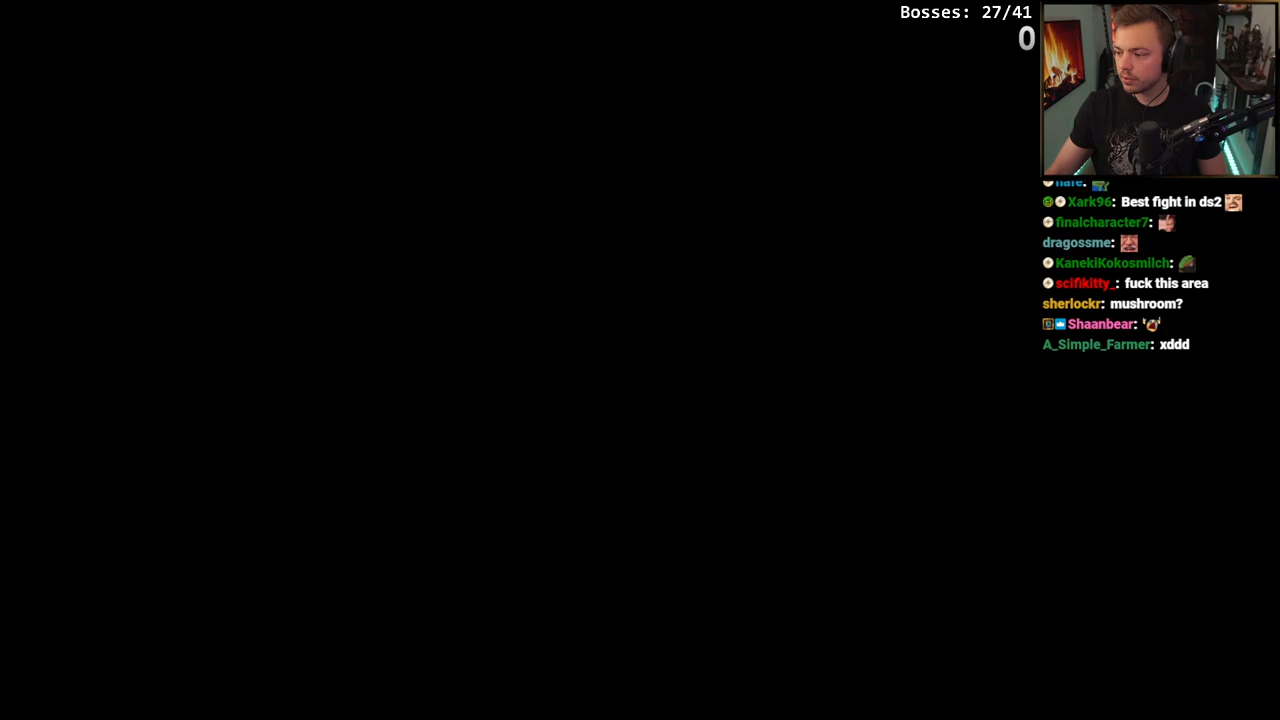 Bosses: 27/41
0
Xark96: Best fight in ds2
finalcharacter7:
dragossme:
KanekiKokosmilch:
scifikitty_: fuck this area
sherlockr: mushroom?
Shaanbear:
A_Simple_Farmer: xddd